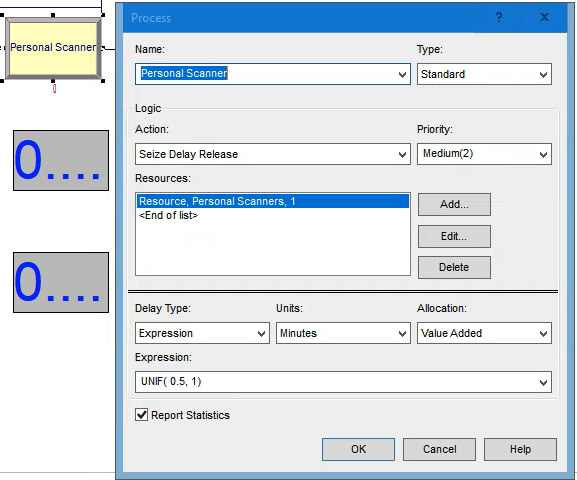 Process
? X
Name:
Type:
Personal Scanner
Personal Scanner
Standard
0
Logic
Action:
Priority:
Seize Delay Release
Medium(2)
0....
Resources:
Resource, Personal Scanners, 1
<End of list>
Add...
Edit...
Delete
0....
Delay Type:
Units:
Allocation:
Expression
Minutes
Value Added
Expression:
UNIF( 0.5, 1)
Report Statistics
OK
Cancel
Help